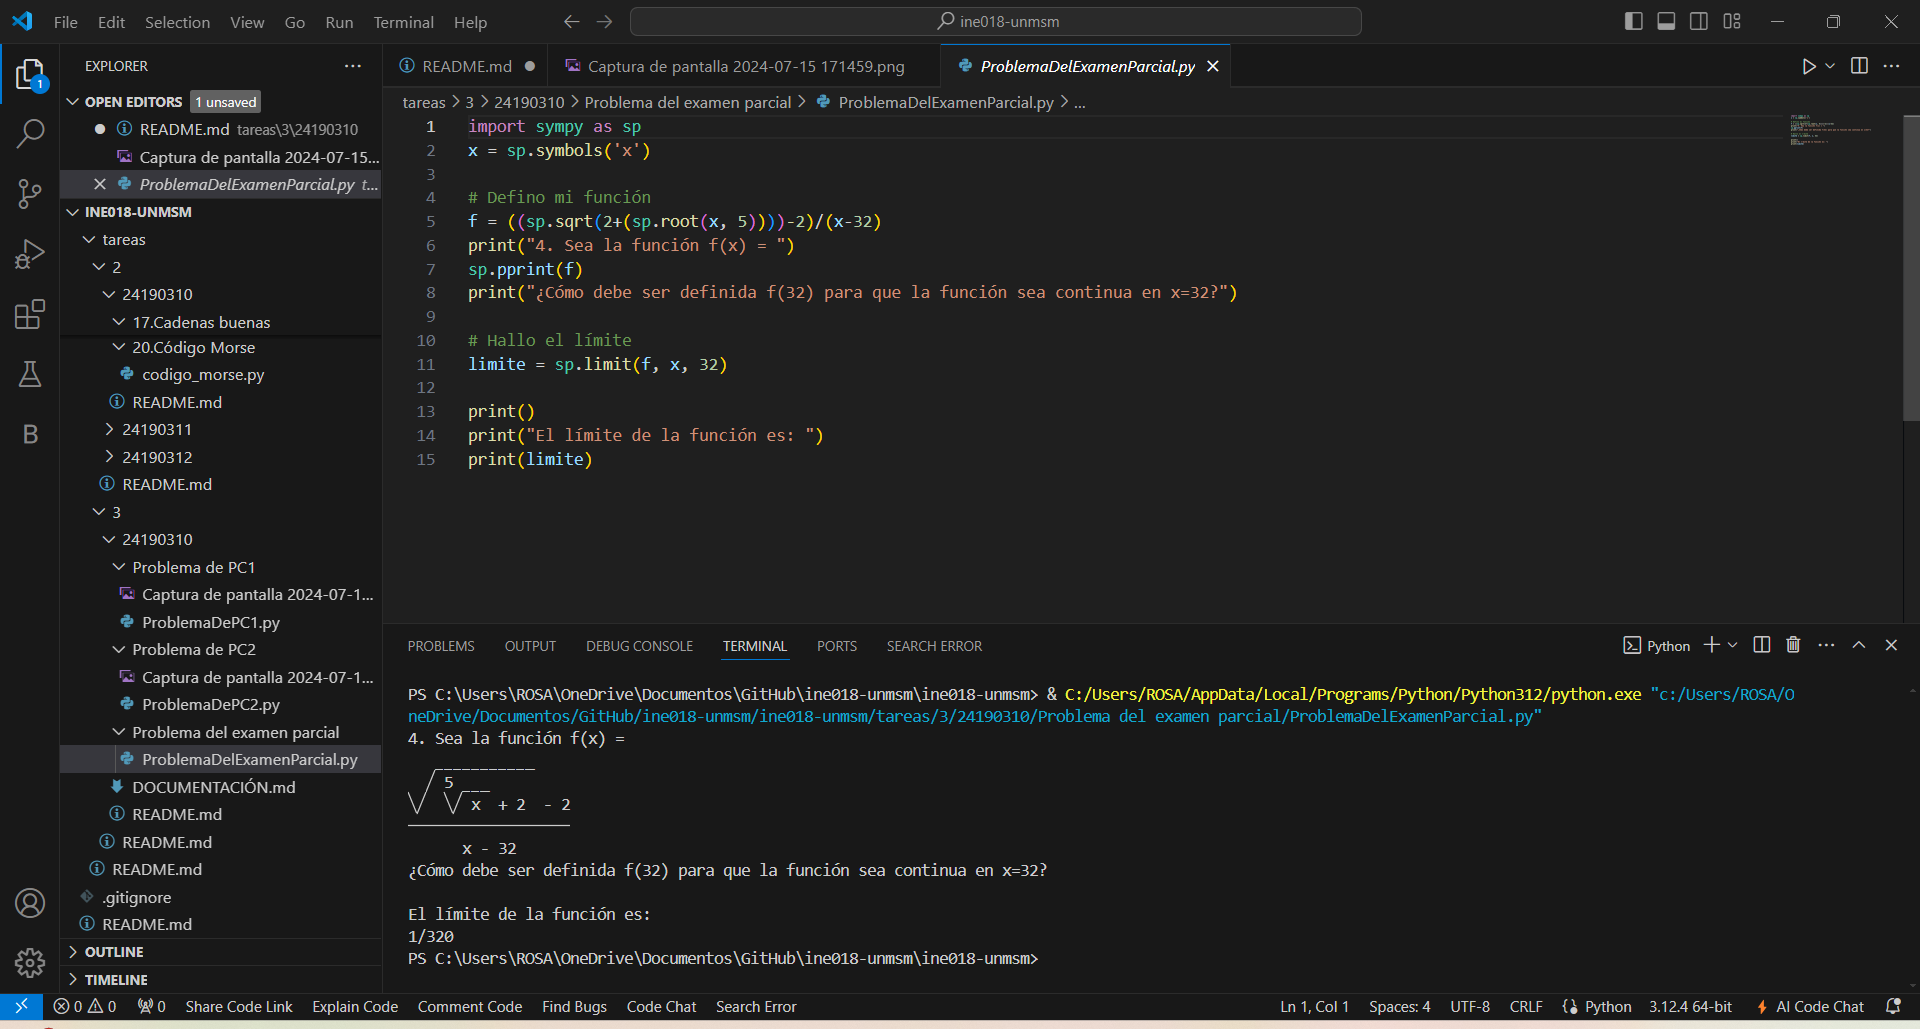 File Edit Selection View Go Run Terminal Help
ine018-unmsm
EXPLORER
OPEN EDITORS 1 unsaved
README.md tareas\3\24190310
Captura de pantalla 2024-07-15...
ProblemaDelExamenParcial.py t...
INE018-UNMSM
tareas
2
24190310
17.Cadenas buenas
20.Código Morse
codigo_morse.py
README.md
24190311
24190312
README.md
3
24190310
Problema de PC1
Captura de pantalla 2024-07-1...
ProblemaDePC1.py
Problema de PC2
Captura de pantalla 2024-07-1...
ProblemaDePC2.py
Problema del examen parcial
ProblemaDelExamenParcial.py
DOCUMENTACIÓN.md
README.md
README.md
README.md
.gitignore
README.md
OUTLINE
TIMELINE
README.md
Captura de pantalla 2024-07-15 171459.png
ProblemaDelExamenParcial.py
tareas > 3 > 24190310 > Problema del examen parcial > ProblemaDelExamenParcial.py > ...
1 import sympy as sp
2 x = sp.symbols('x')
3
4 # Defino mi función
5 f = ((sp.sqrt(2+(sp.root(x, 5))))-2)/(x-32)
6 print("4. Sea la función f(x) = ")
7 sp.pprint(f)
8 print("¿Cómo debe ser definida f(32) para que la función sea continua en x=32?")
9
10 # Hallo el límite
11 limite = sp.limit(f, x, 32)
12
13 print()
14 print("El límite de la función es: ")
15 print(limite)
PROBLEMS OUTPUT DEBUG CONSOLE TERMINAL PORTS SEARCH ERROR
Python
PS C:\Users\ROSA\OneDrive\Documentos\GitHub\ine018-unmsm\ine018-unmsm> & C:/Users/ROSA/AppData/Local/Programs/Python/Python312/python.exe "c:/Users/ROSA/O
neDrive/Documentos/GitHub/ine018-unmsm/ine018-unmsm/tareas/3/24190310/Problema del examen parcial/ProblemaDelExamenParcial.py"
4. Sea la función f(x) =
5
x + 2 - 2
x - 32
¿Cómo debe ser definida f(32) para que la función sea continua en x=32?
El límite de la función es:
1/320
PS C:\Users\ROSA\OneDrive\Documentos\GitHub\ine018-unmsm\ine018-unmsm>
0 0 0 Share Code Link Explain Code Comment Code Find Bugs Code Chat Search Error
Ln 1, Col 1 Spaces: 4 UTF-8 CRLF Python 3.12.4 64-bit AI Code Chat